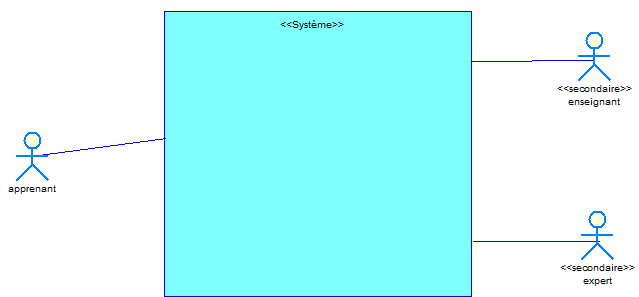 <<Système>>
<<secondaire>>
enseignant
apprenant
<<secondaire>>
expert